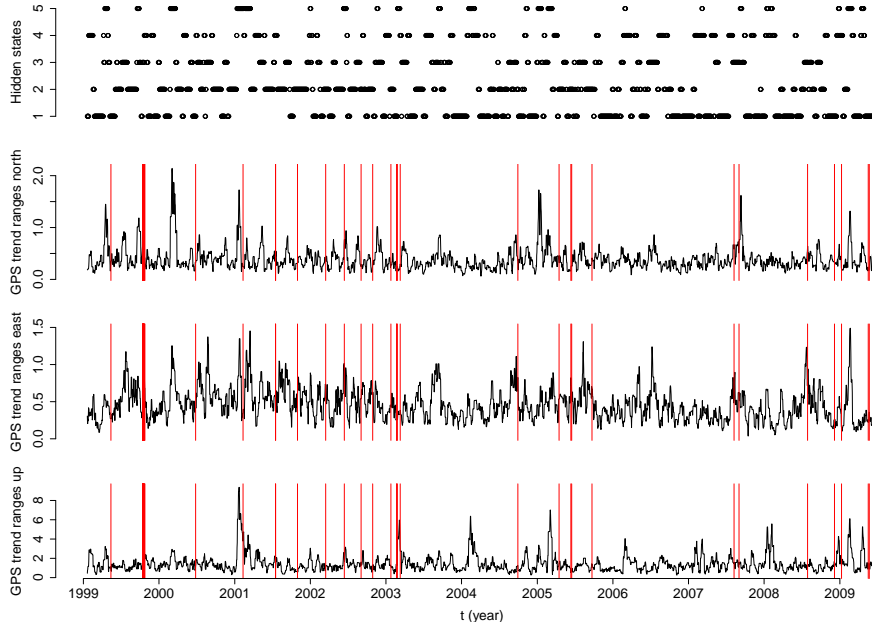 Hidden states
5
4
3
2
1
GPS trend ranges north
2.0
1.0
0.0
GPS trend ranges east
1.5
1.0
0.5
0.0
GPS trend ranges up
8
6
4
2
0
1999 2000 2001 2002 2003 2004 2005 2006 2007 2008 2009
t (year)